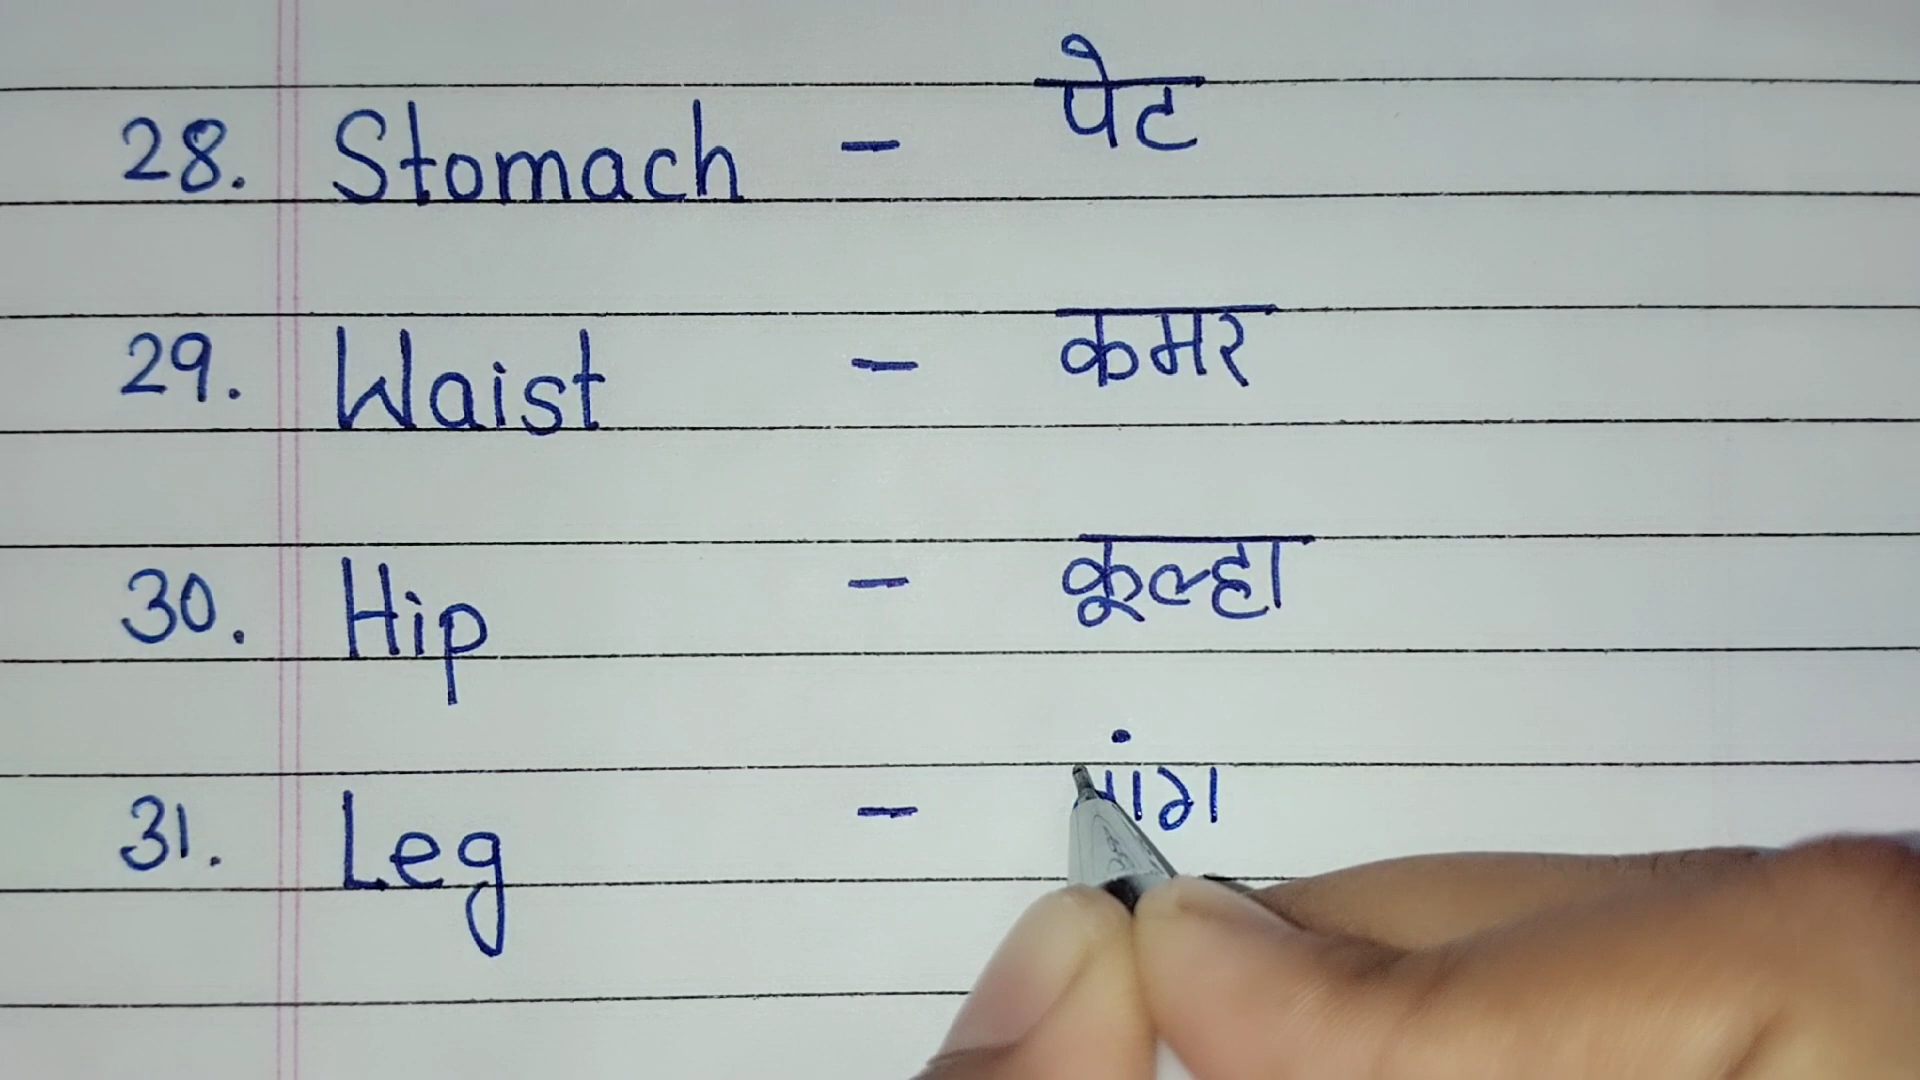 28. Stomach - पेट
29. Waist - कमर
30. Hip - कूल्हा
31. Leg -